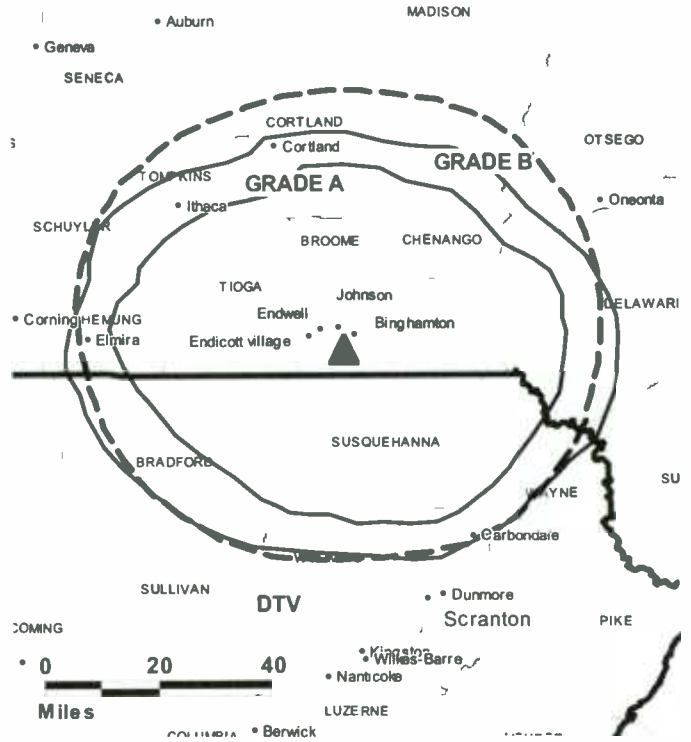 MADISON
Auburn
Geneva
SENECA
CORTLAND
Cortland
OTSEGO
GRADE B
TOMPKINS
GRADE A
Ithaca
Oneonta
SCHUYLER
BROOME
CHENANGO
TIOGA
Johnson
DELAWARI
Endwell
Binghamton
Corning
HEMUNG
Elmira
Endicott village
SUSQUEHANNA
BRADFORD
SU
WAYNE
Carbondale
SULLIVAN
DTV
Dunmore
Scranton
PIKE
COMING
Kingston
Wilkes-Barre
0 20 40
Nanticoke
Miles
LUZERNE
COLUMBIA
Berwick